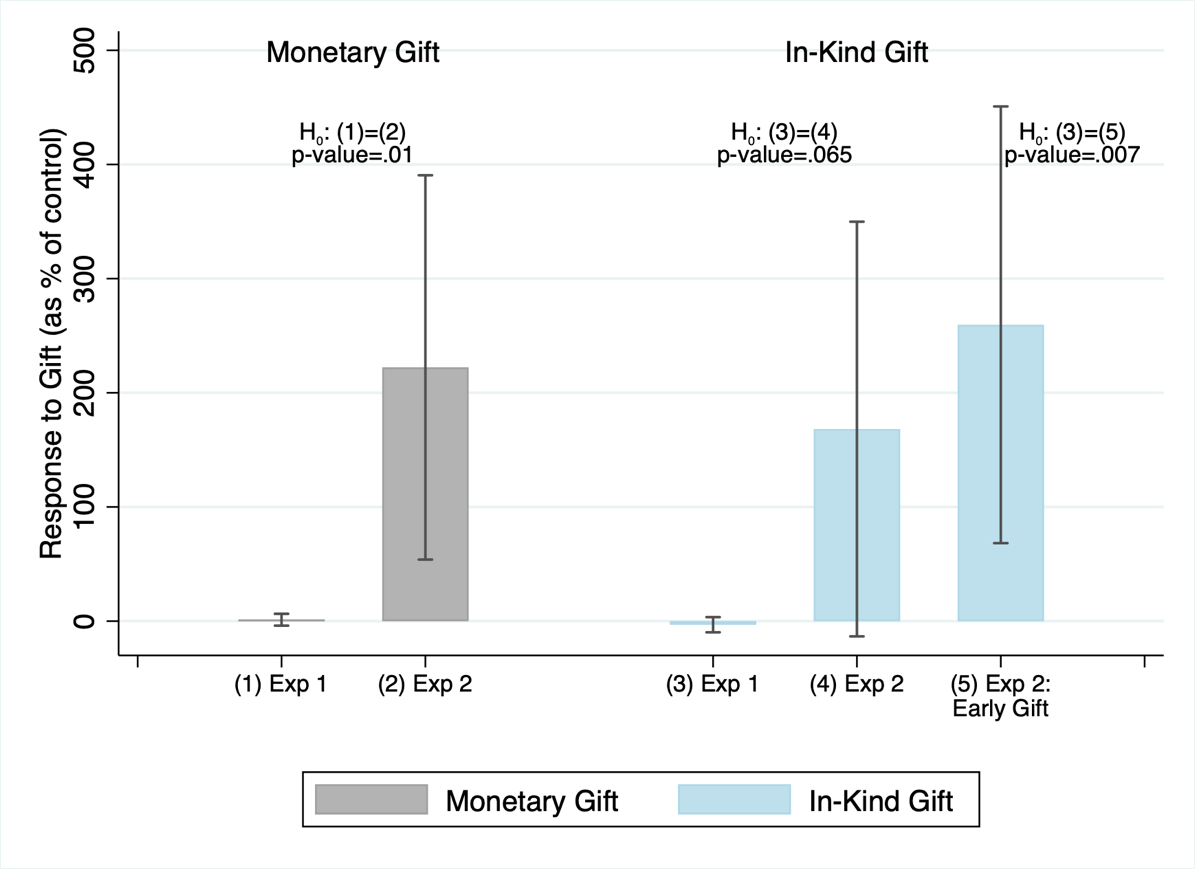 Monetary Gift
In-Kind Gift
H₀: (1)=(2)
p-value=.01
H₀: (3)=(4)
p-value=.065
H₀: (3)=(5)
p-value=.007
Response to Gift (as % of control)
500
400
300
200
100
0
(1) Exp 1
(2) Exp 2
(3) Exp 1
(4) Exp 2
(5) Exp 2:
Early Gift
Monetary Gift
In-Kind Gift